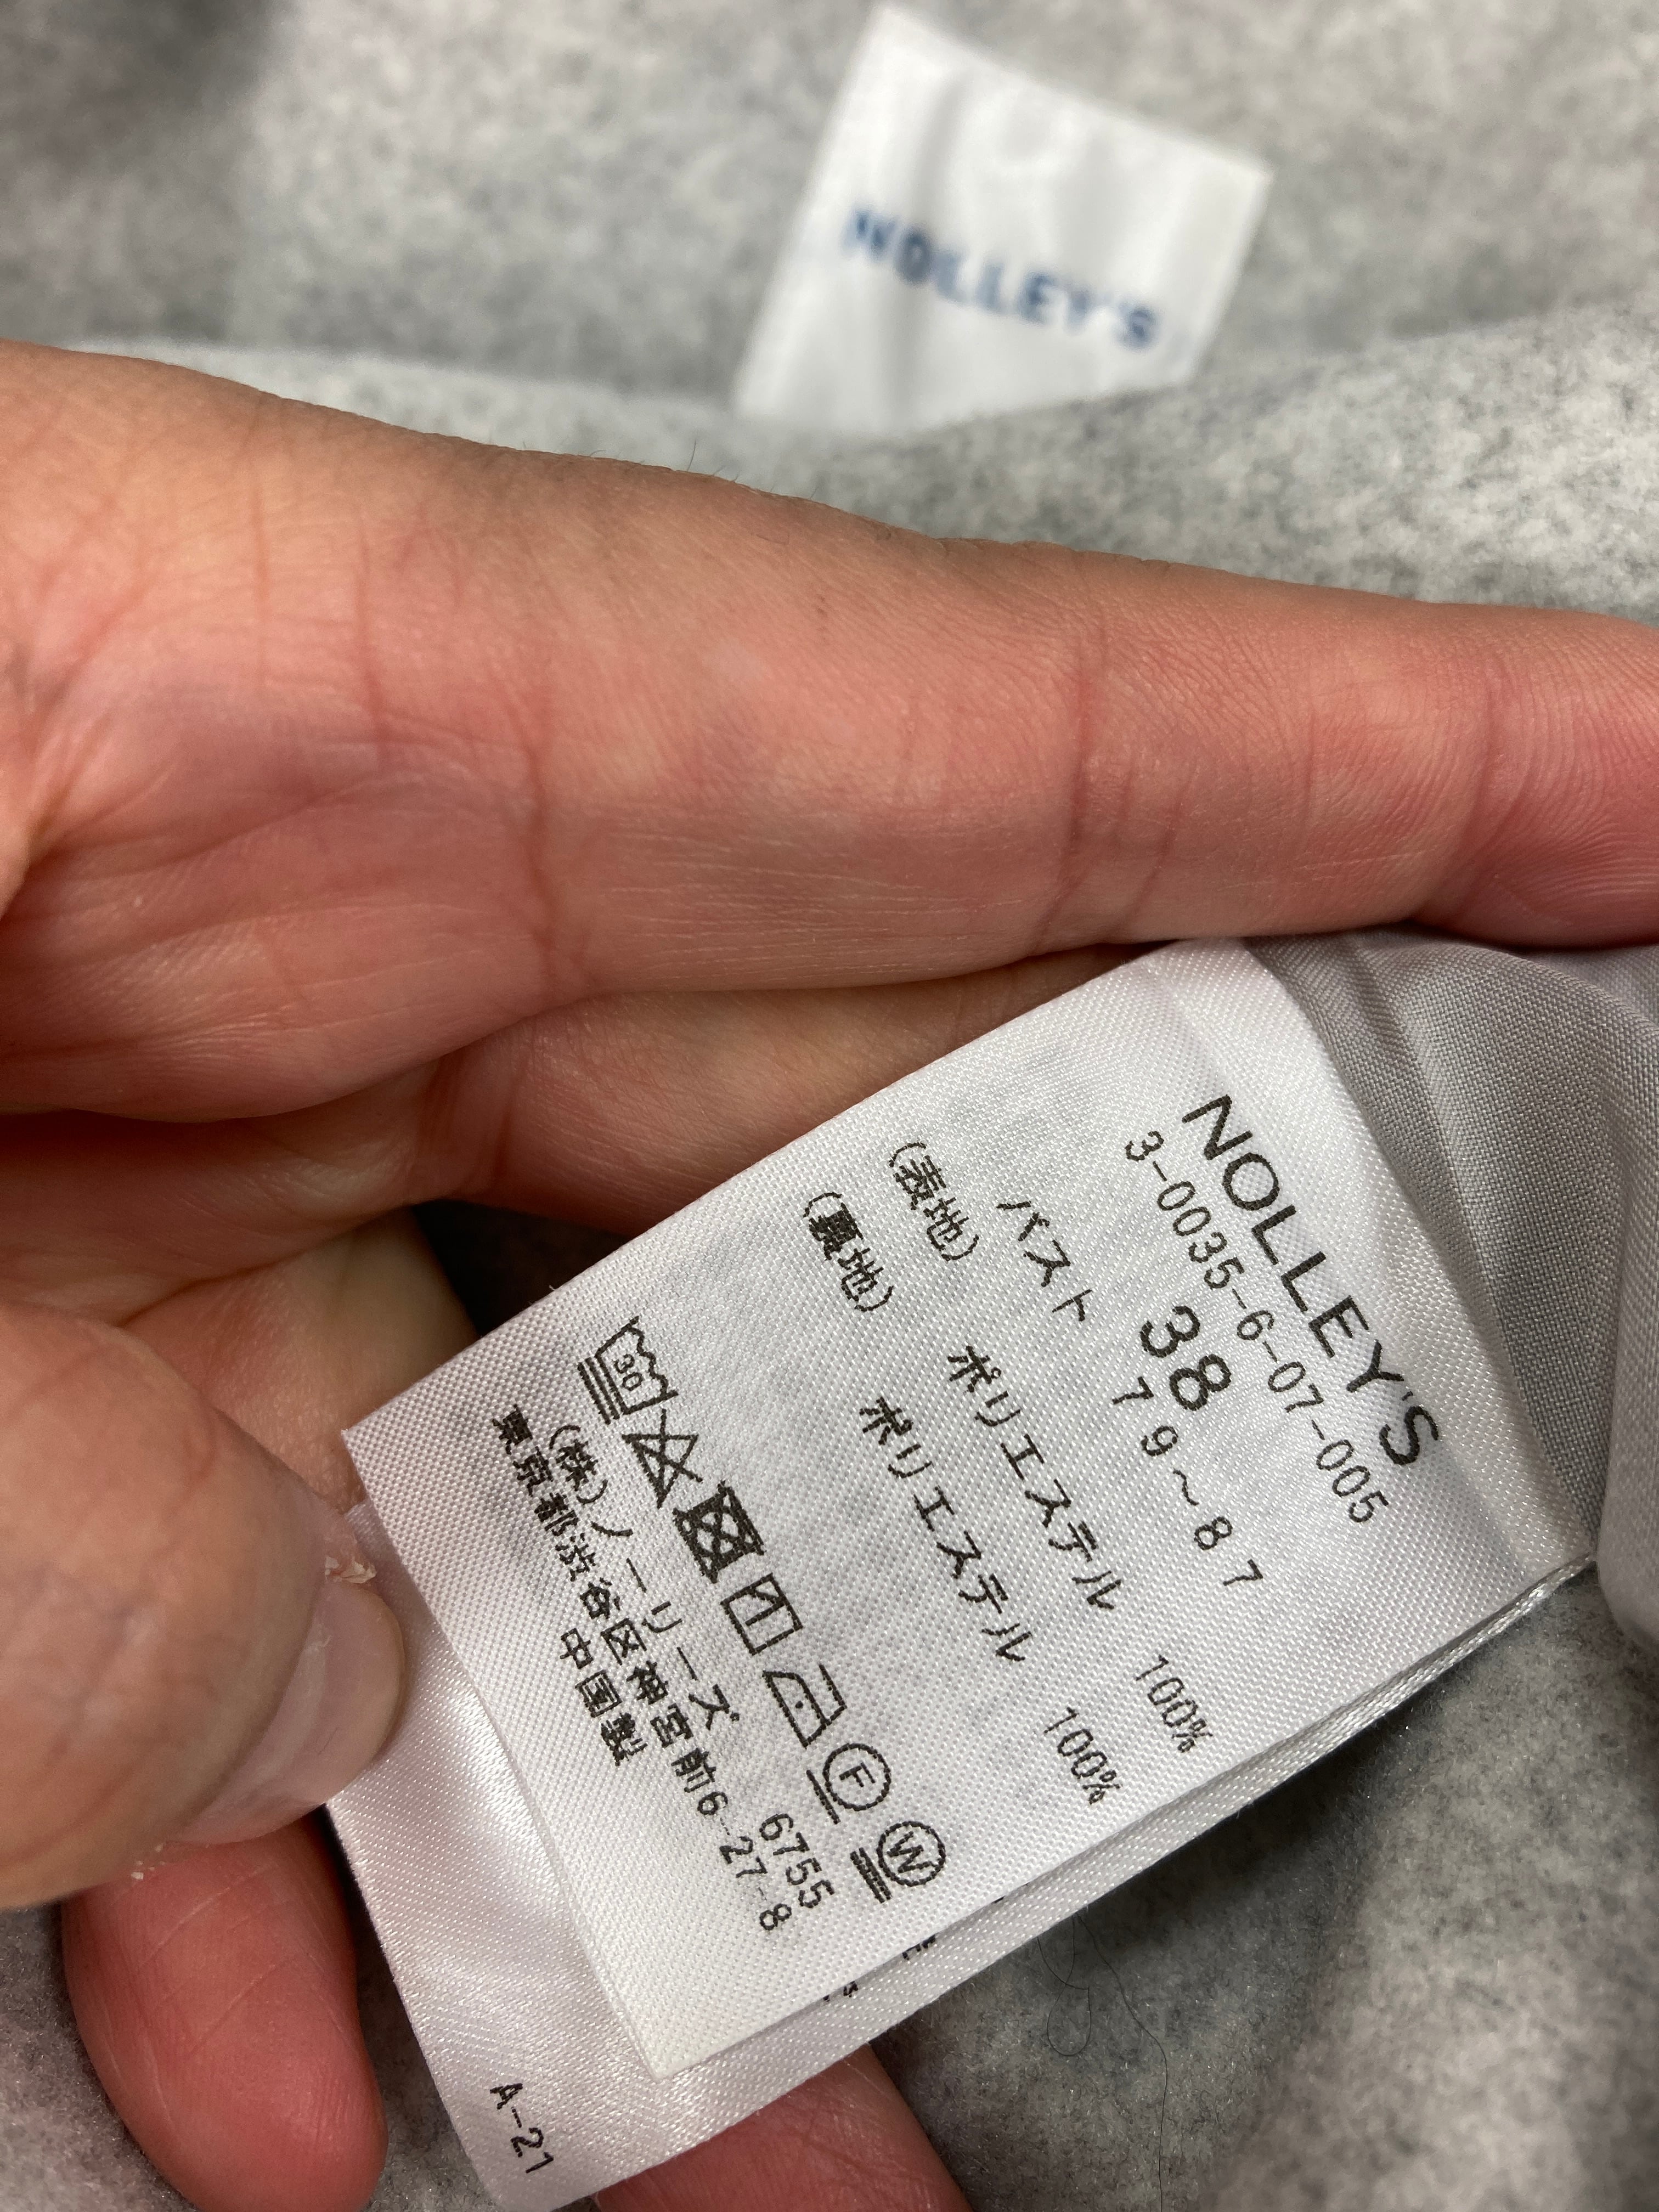 NOLLEY'S
NOLLEY'S
3-0035-6-07-005
38
バスト 79～87
(表地) ポリエステル 100%
(裏地) ポリエステル 100%
30
F W
(株)ノーリーズ 6755
東京都渋谷区神宮前6-27-8
中国製
A-21